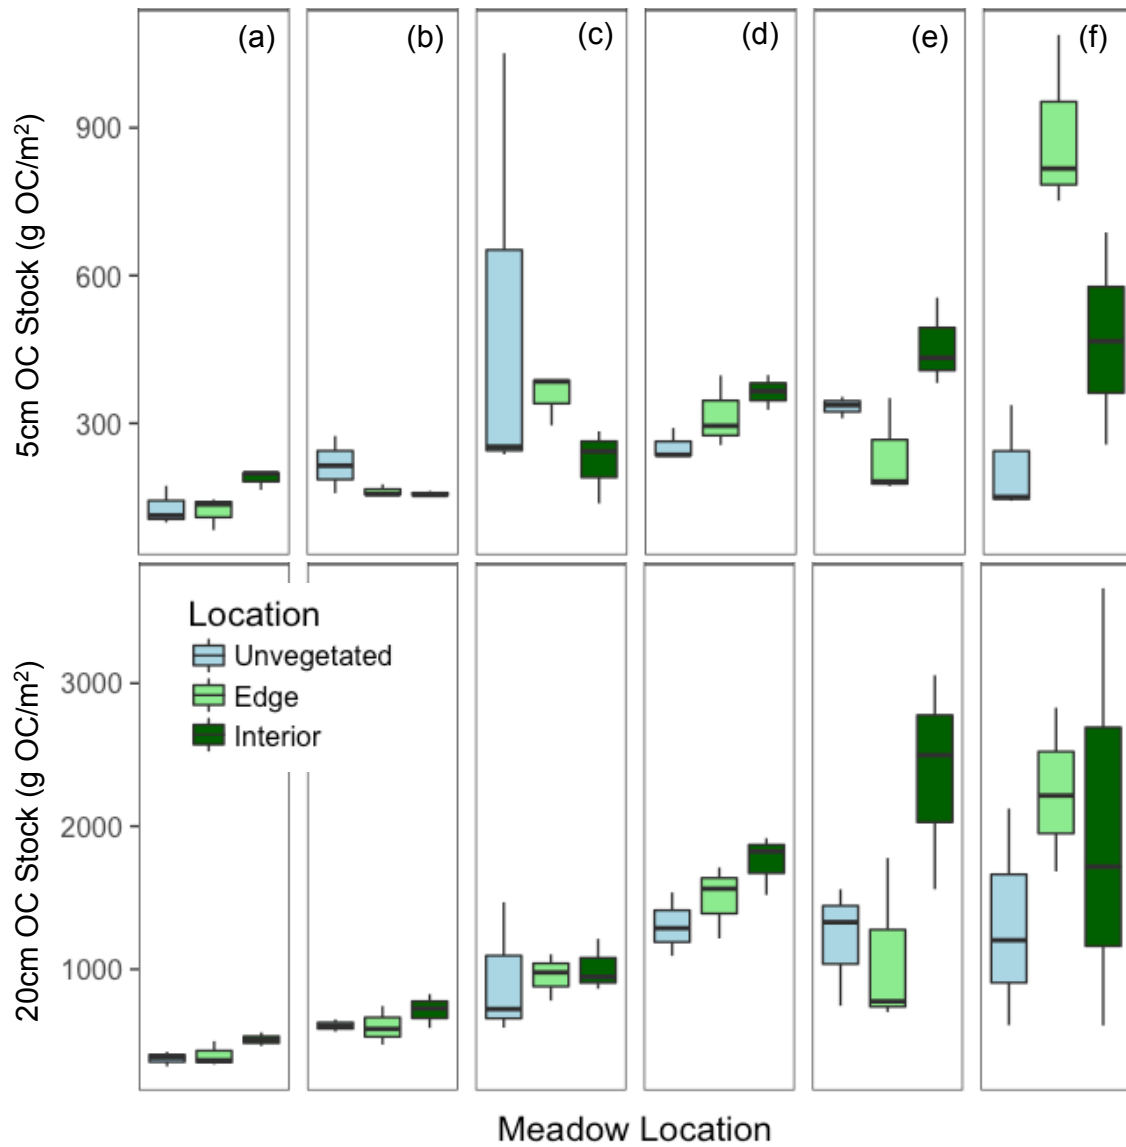 (a) (b) (c) (d) (e) (f)
5cm OC Stock (g OC/m²)
900
600
300
20cm OC Stock (g OC/m²)
3000
2000
1000
Location
Unvegetated
Edge
Interior
Meadow Location